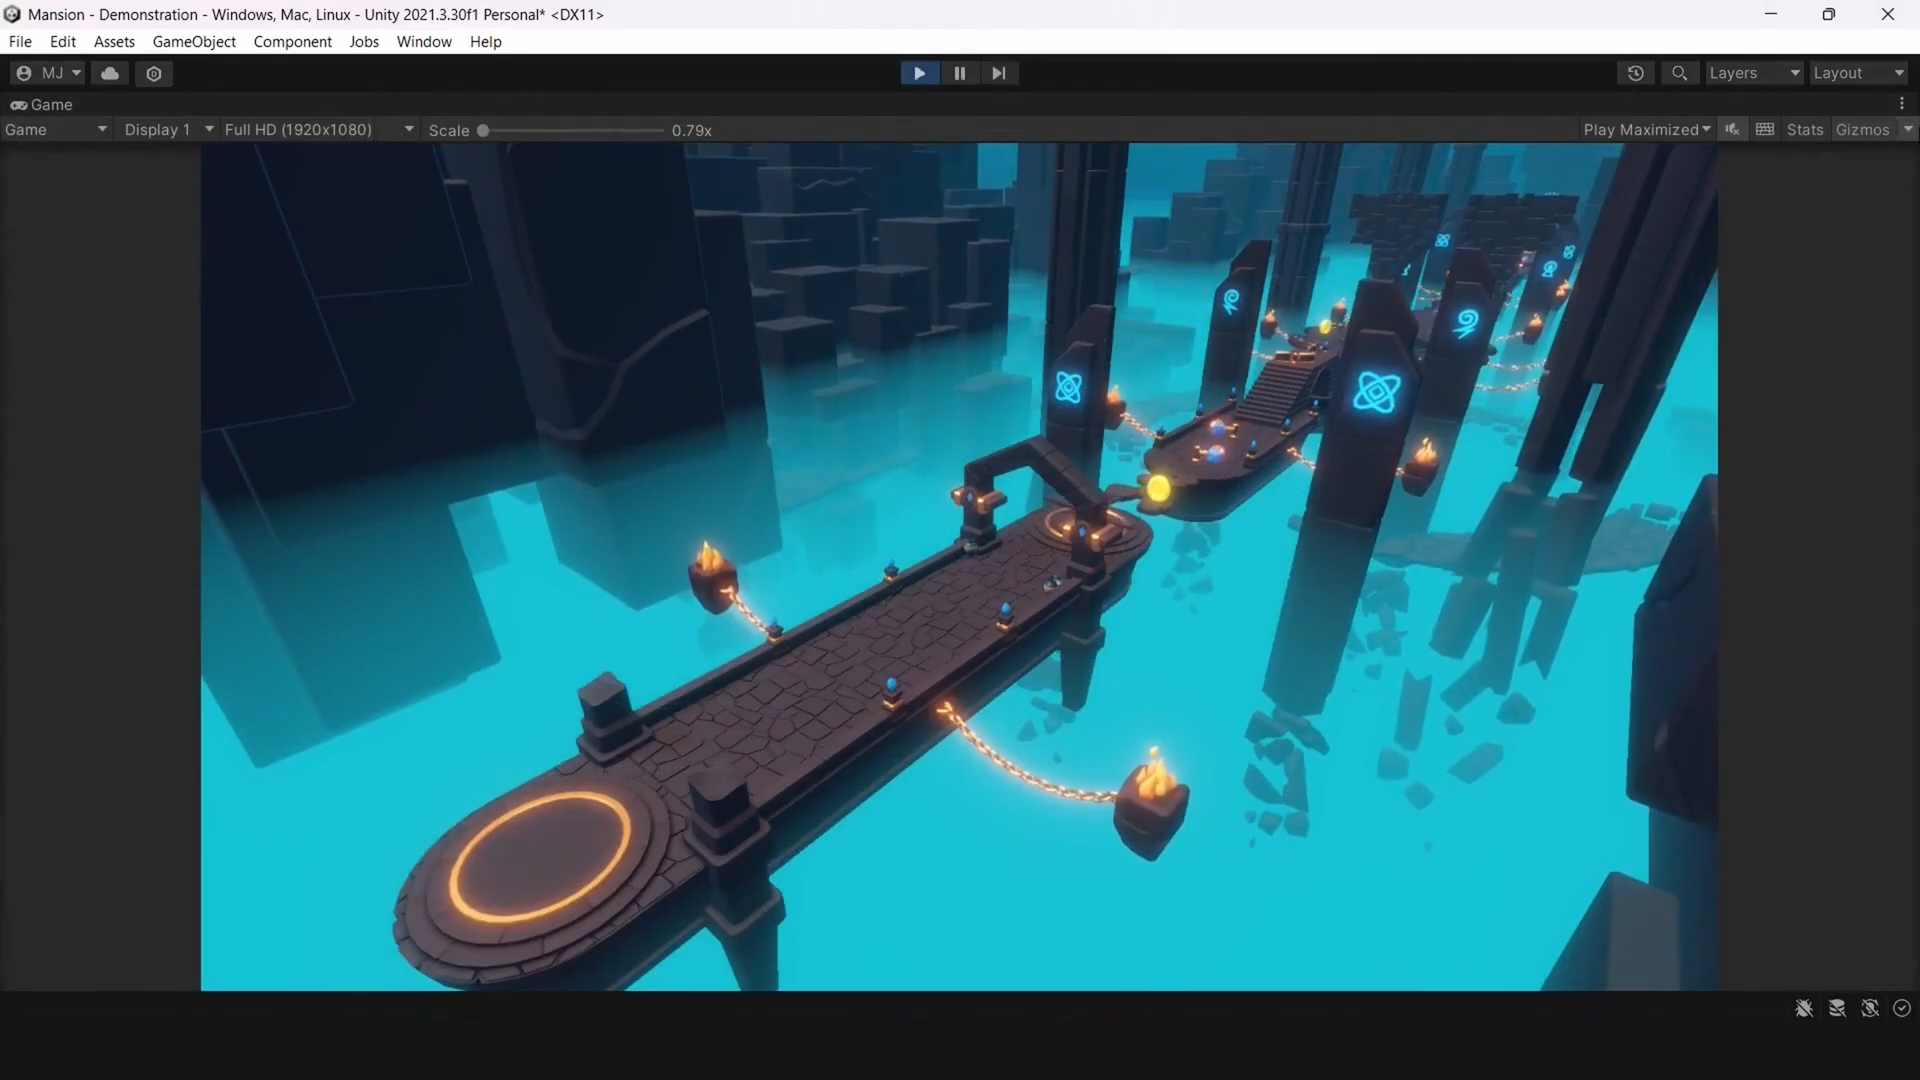 Mansion - Demonstration - Windows, Mac, Linux - Unity 2021.3.30f1 Personal* <DX11>
File Edit Assets GameObject Component Jobs Window Help
MJ Layers Layout
Game
Game Display 1 Full HD (1920x1080) Scale 0.79x Play Maximized Stats Gizmos